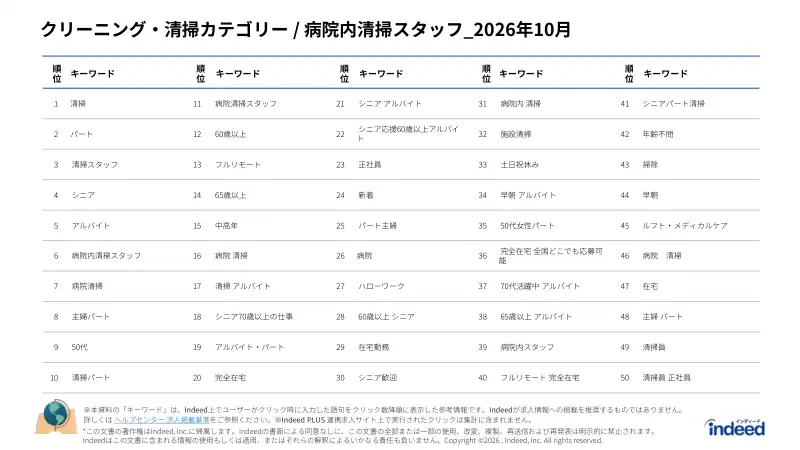 クリーニング・清掃カテゴリー / 病院内清掃スタッフ_2026年10月
順位 キーワード 順位 キーワード 順位 キーワード 順位 キーワード 順位 キーワード
1 清掃 11 病院清掃スタッフ 21 シニア アルバイト 31 病院内 清掃 41 シニアパート清掃
2 パート 12 60歳以上 22 シニア応援60歳以上アルバイト 32 施設清掃 42 年齢不問
3 清掃スタッフ 13 フルリモート 23 正社員 33 土日祝休み 43 掃除
4 シニア 14 65歳以上 24 新着 34 早朝 アルバイト 44 早朝
5 アルバイト 15 中高年 25 パート主婦 35 50代女性パート 45 ルフト・メディカルケア
6 病院内清掃スタッフ 16 病院 清掃 26 病院 36 完全在宅 全国どこでも応募可能 46 病院　清掃
7 病院清掃 17 清掃 アルバイト 27 ハローワーク 37 70代活躍中 アルバイト 47 在宅
8 主婦パート 18 シニア70歳以上の仕事 28 60歳以上 シニア 38 65歳以上 アルバイト 48 主婦 パート
9 50代 19 アルバイト・パート 29 在宅勤務 39 病院内スタッフ 49 清掃員
10 清掃パート 20 完全在宅 30 シニア歓迎 40 フルリモート 完全在宅 50 清掃員 正社員
※本資料の「キーワード」は、Indeed上でユーザーがクリック時に入力した語句をクリック数降順に表示した参考情報です。Indeedが求人情報への掲載を推奨するものではありません。
詳しくは ヘルプセンター 求人掲載基準をご参照ください。※Indeed PLUS 連携求人サイト上で実行されたクリックは集計に含まれません。
*この文書の著作権はIndeed, Inc.に帰属します。Indeedの書面による同意なしに、この文書の全部または一部の使用、改変、複製、再送信および再発表は明示的に禁止されます。
Indeedはこの文書に含まれる情報の使用もしくは適用、またはそれらの解釈によるいかなる責任も負いません。Copyright ©2026 , Indeed, Inc. All rights reserved.
インディード
indeed